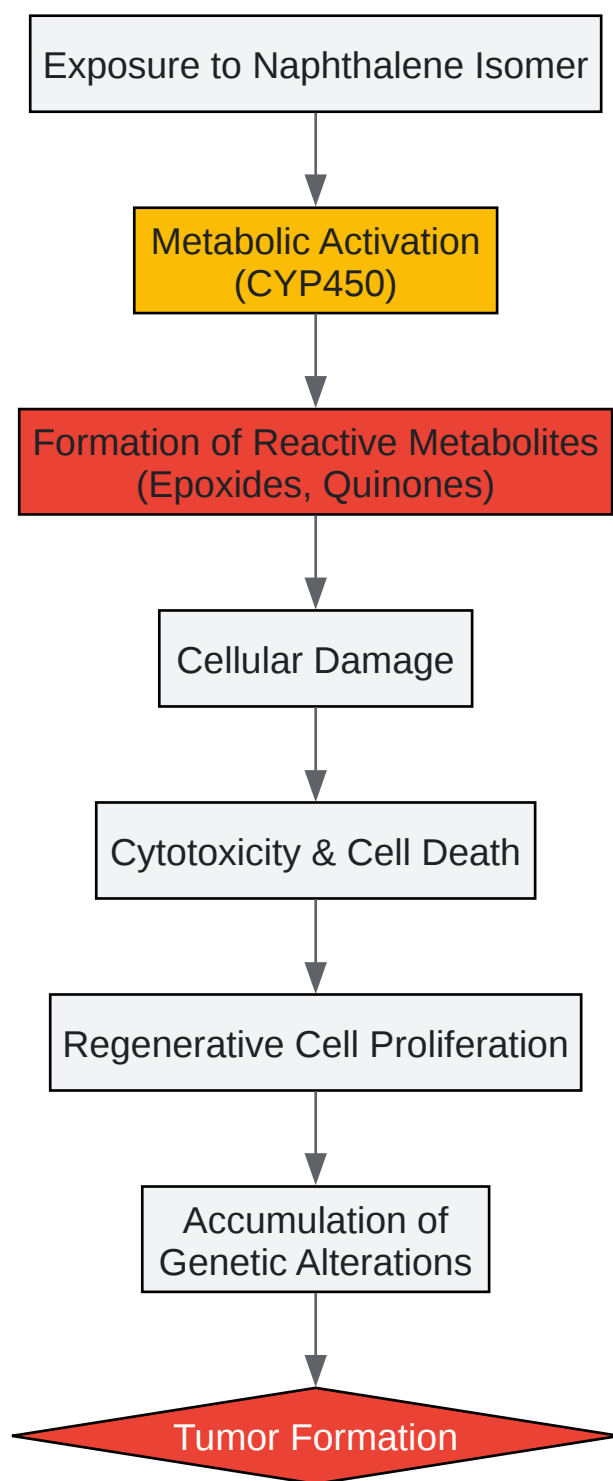 Exposure to Naphthalene Isomer
Metabolic Activation
(CYP450)
Formation of Reactive Metabolites
(Epoxides, Quinones)
Cellular Damage
Cytotoxicity & Cell Death
Regenerative Cell Proliferation
Accumulation of
Genetic Alterations
Tumor Formation